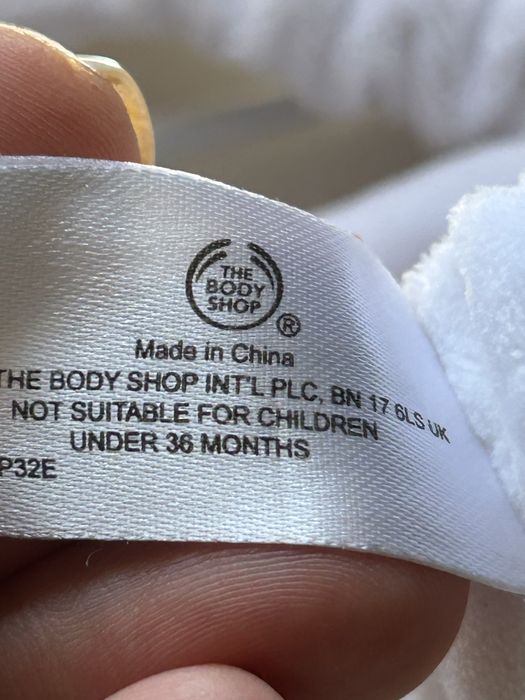 THE
BODY
SHOP
®
Made in China
THE BODY SHOP INT'L PLC, BN 17 6LS UK
NOT SUITABLE FOR CHILDREN
UNDER 36 MONTHS
P32E